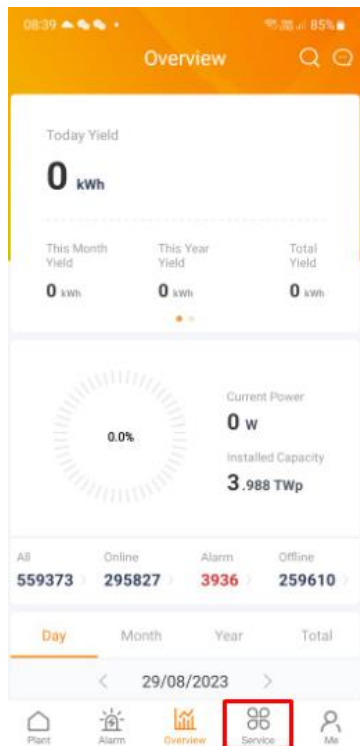 08:39
85%
Overview
Today Yield
0 kWh
This Month Yield
This Year Yield
Total Yield
0 kWh
0 kWh
0 kWh
0.0%
Current Power
0 W
Installed Capacity
3.988 TWp
All
Online
Alarm
Offline
559373
295827
3936
259610
Day
Month
Year
Total
29/08/2023
Plant
Alarm
Overview
Service
Me